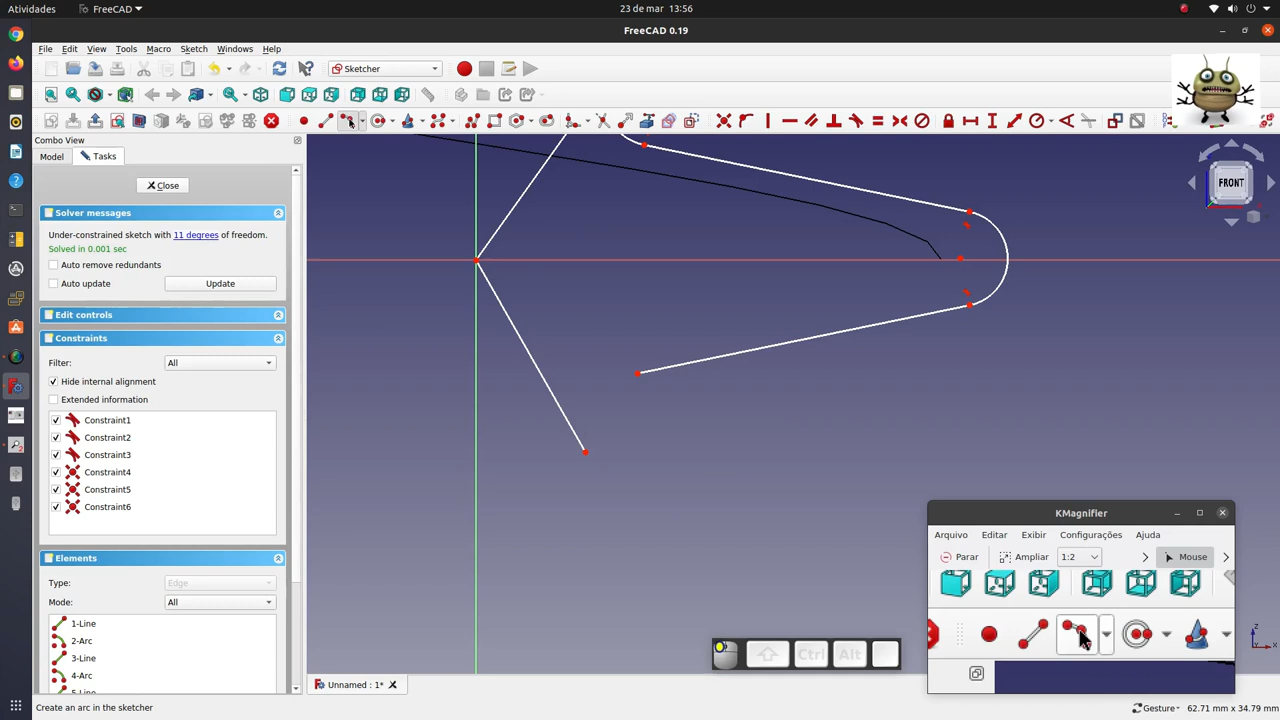 Atividades
FreeCAD
23 de mar 13:56
FreeCAD 0.19
File Edit View Tools Macro Sketch Windows Help
Sketcher
Combo View
Model Tasks
Close
Solver messages
Under-constrained sketch with 11 degrees of freedom.
Solved in 0.001 sec
Auto remove redundants
Auto update
Update
Edit controls
Constraints
Filter: All
Hide internal alignment
Extended information
Constraint1
Constraint2
Constraint3
Constraint4
Constraint5
Constraint6
Elements
Type: Edge
Mode: All
1-Line
2-Arc
3-Line
4-Arc
5-Line
FRONT
KMagnifier
Arquivo Editar Exibir Configurações Ajuda
Parar Ampliar 1:2 Mouse
Ctrl Alt
Unnamed : 1*
Create an arc in the sketcher
Gesture 62.71 mm x 34.79 mm